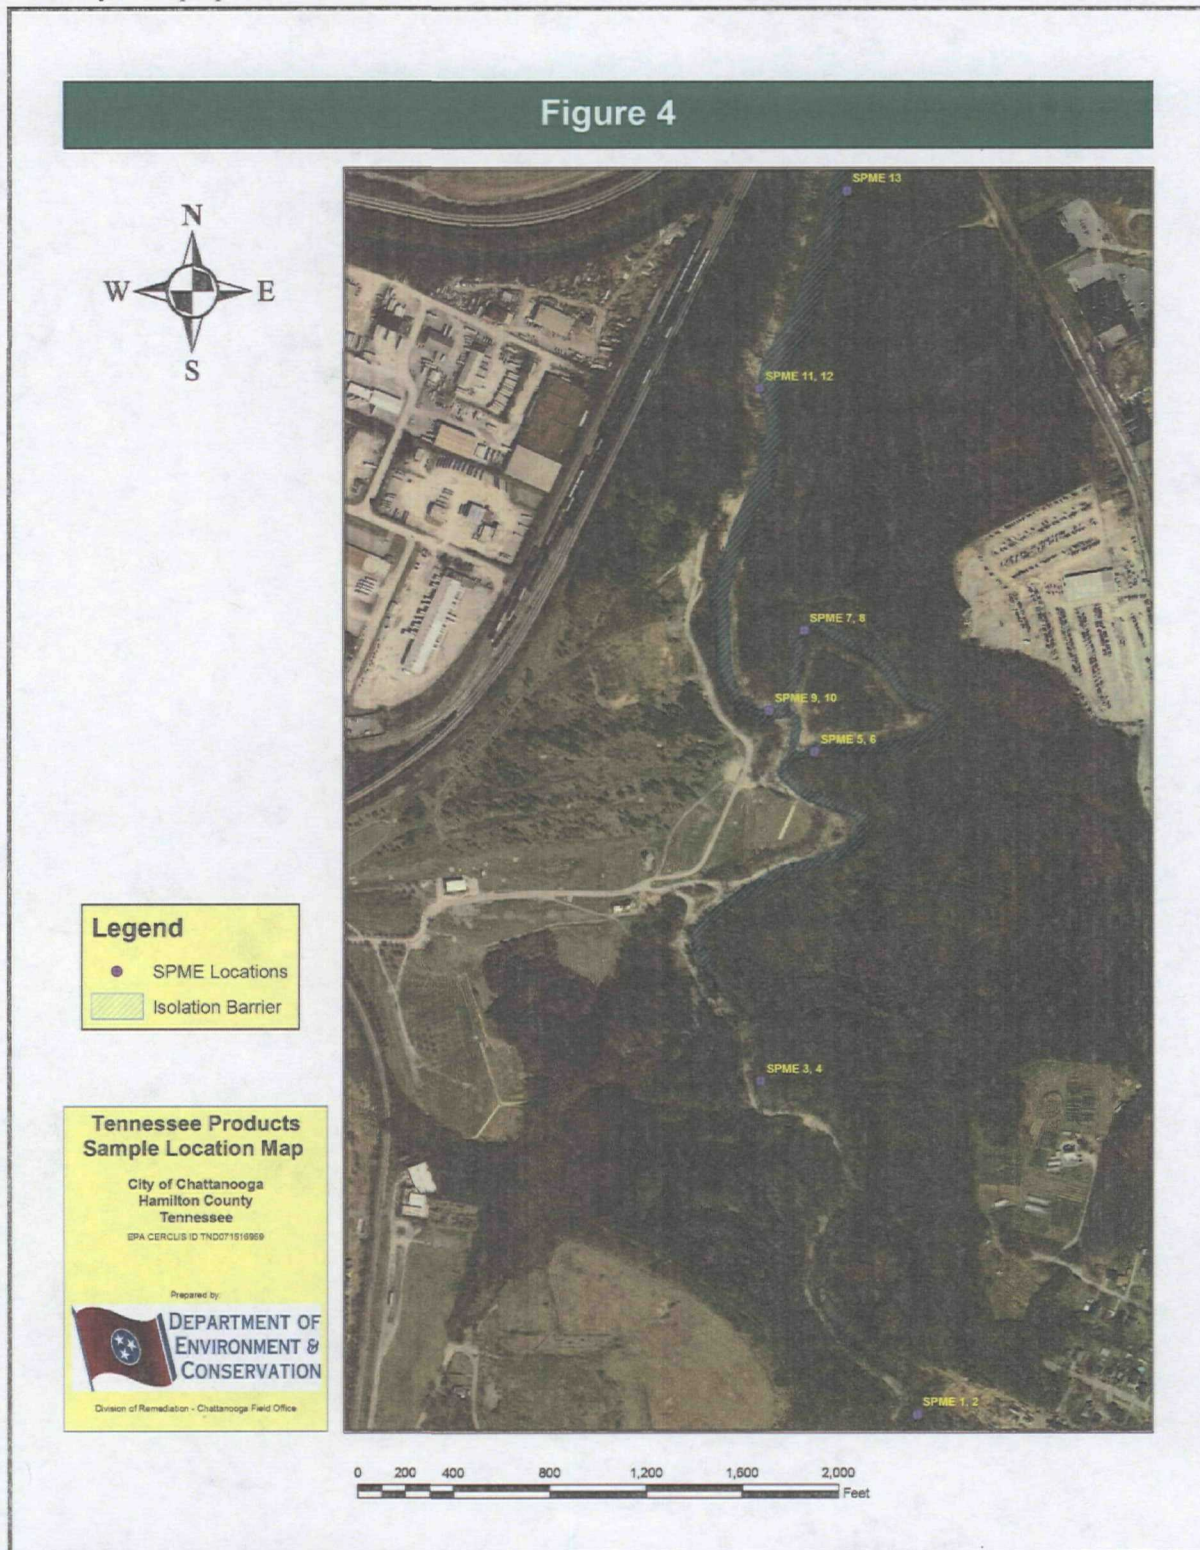 Figure 4
N
W E
S
SPME 13
SPME 11, 12
SPME 7, 8
SPME 9, 10
SPME 5, 6
SPME 3, 4
SPME 1, 2
Legend
SPME Locations
Isolation Barrier
Tennessee Products
Sample Location Map
City of Chattanooga
Hamilton County
Tennessee
EPA CERCLIS ID
Prepared by:
DEPARTMENT OF
ENVIRONMENT &
CONSERVATION
Division of Remediation - Chattanooga Field Office
0 200 400 800 1,200 1,600 2,000
Feet